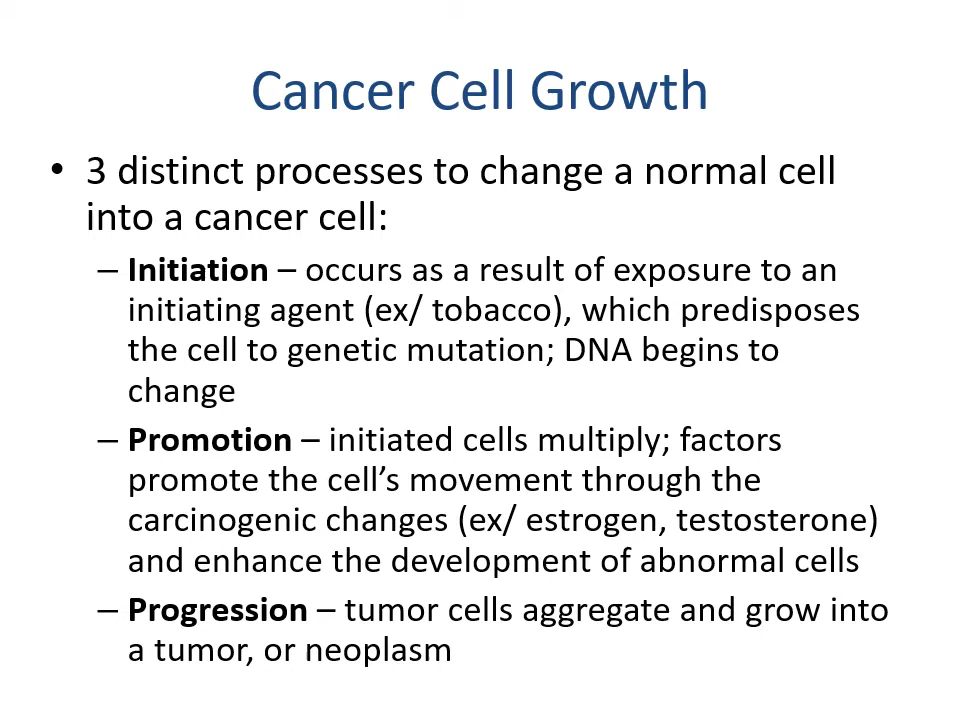 Cancer Cell Growth
• 3 distinct processes to change a normal cell
into a cancer cell:
– Initiation – occurs as a result of exposure to an
initiating agent (ex/ tobacco), which predisposes
the cell to genetic mutation; DNA begins to
change
– Promotion – initiated cells multiply; factors
promote the cell’s movement through the
carcinogenic changes (ex/ estrogen, testosterone)
and enhance the development of abnormal cells
– Progression – tumor cells aggregate and grow into
a tumor, or neoplasm